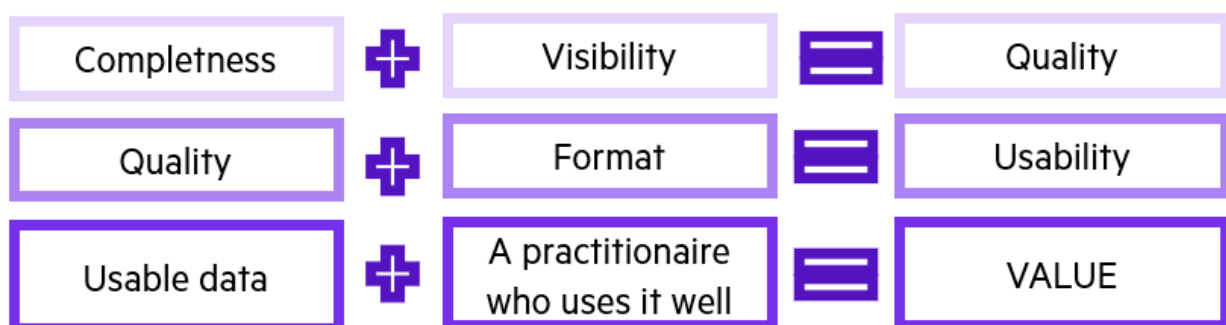 Completness + Visibility = Quality
Quality + Format = Usability
Usable data + A practitionaire who uses it well = VALUE